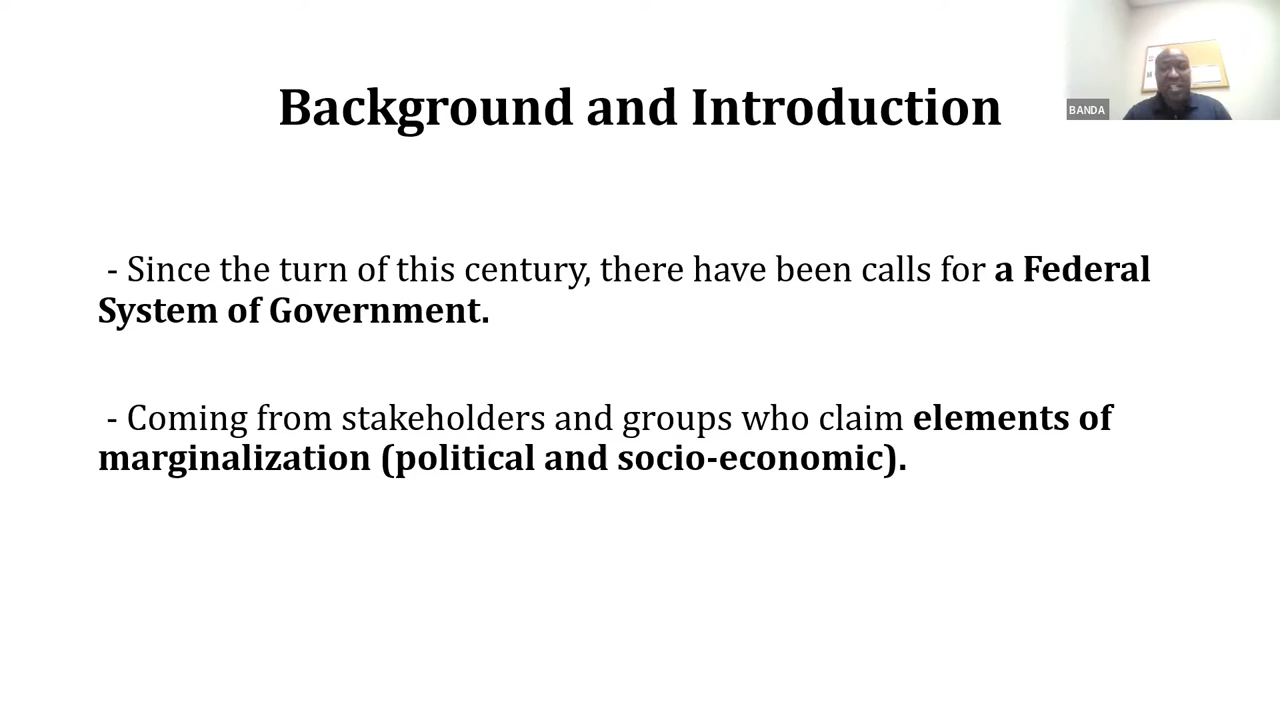 Background and Introduction
BANDA
- Since the turn of this century, there have been calls for a Federal
System of Government.
- Coming from stakeholders and groups who claim elements of
marginalization (political and socio-economic).